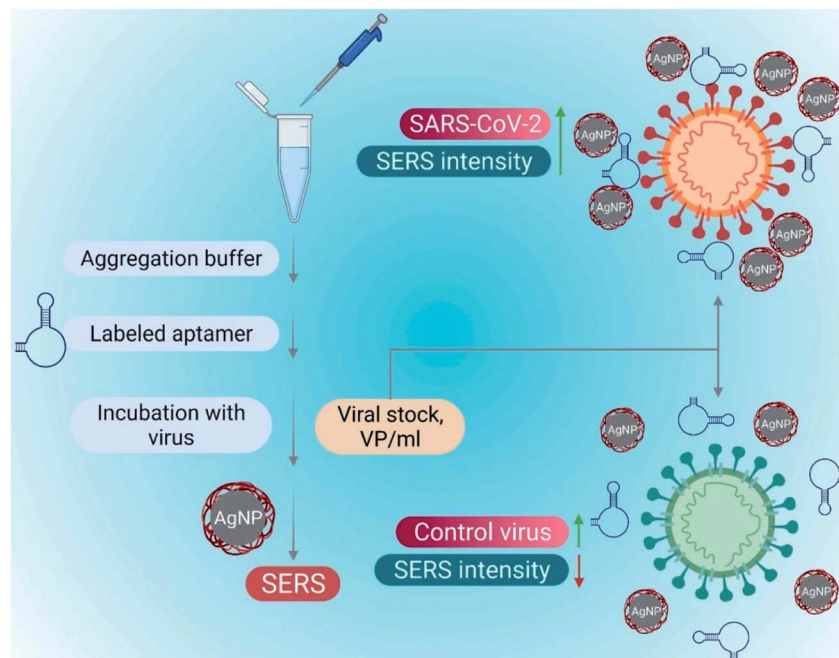 Aggregation buffer
Labeled aptamer
Incubation with
virus
AgNP
SERS
Viral stock,
VP/ml
SARS-CoV-2
SERS intensity
AgNP
AgNP
AgNP
AgNP
AgNP
AgNP
AgNP
Control virus
SERS intensity
AgNP
AgNP
AgNP
AgNP